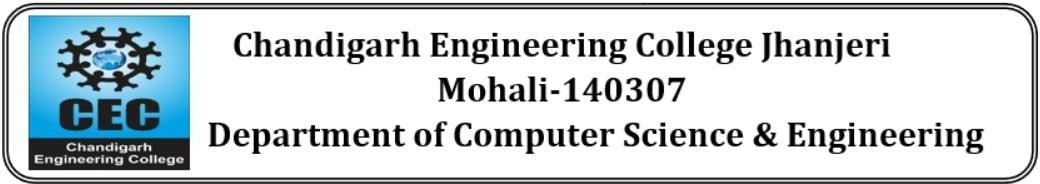 CEC
Chandigarh
Engineering College
Chandigarh Engineering College Jhanjeri
Mohali-140307
Department of Computer Science & Engineering